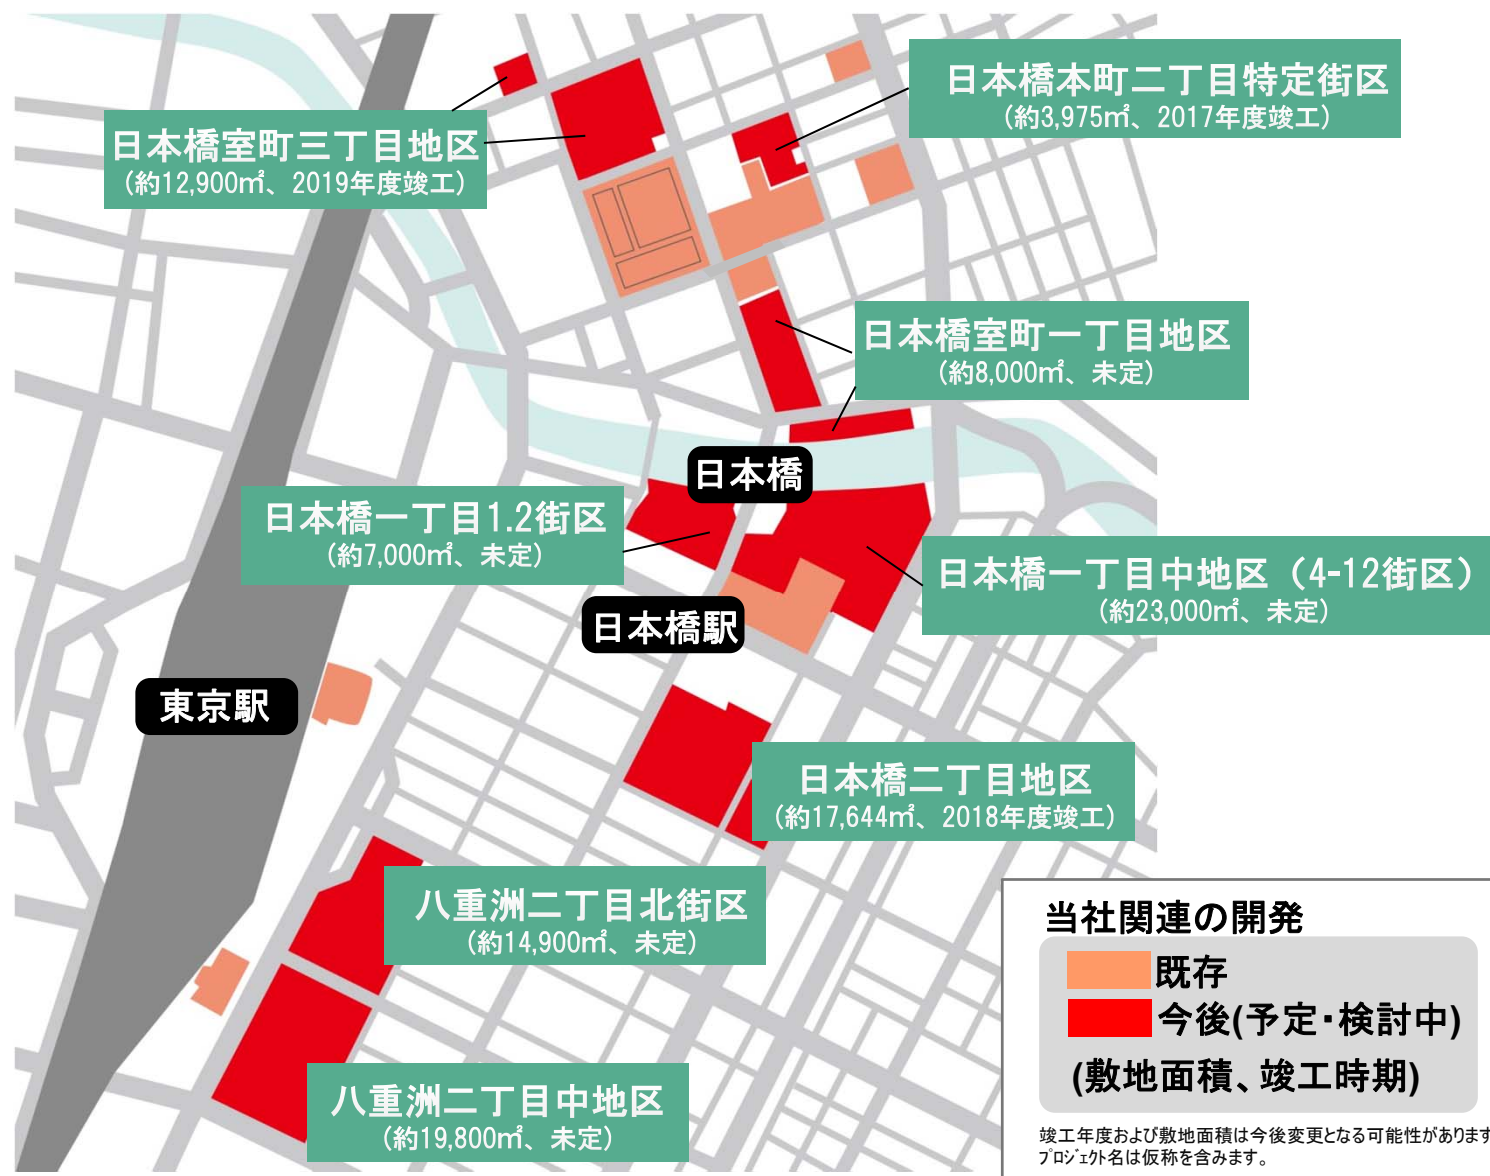 日本橋本町二丁目特定街区
(約3,975㎡、2017年度竣工)
日本橋室町三丁目地区
(約12,900㎡、2019年度竣工)
日本橋室町一丁目地区
(約8,000㎡、未定)
日本橋
日本橋一丁目1.2街区
(約7,000㎡、未定)
日本橋一丁目中地区（4-12街区）
(約23,000㎡、未定)
日本橋駅
東京駅
日本橋二丁目地区
(約17,644㎡、2018年度竣工)
八重洲二丁目北街区
(約14,900㎡、未定)
八重洲二丁目中地区
(約19,800㎡、未定)
当社関連の開発
既存
今後(予定・検討中)
(敷地面積、竣工時期)
竣工年度および敷地面積は今後変更となる可能性があります
プロジェクト名は仮称を含みます。